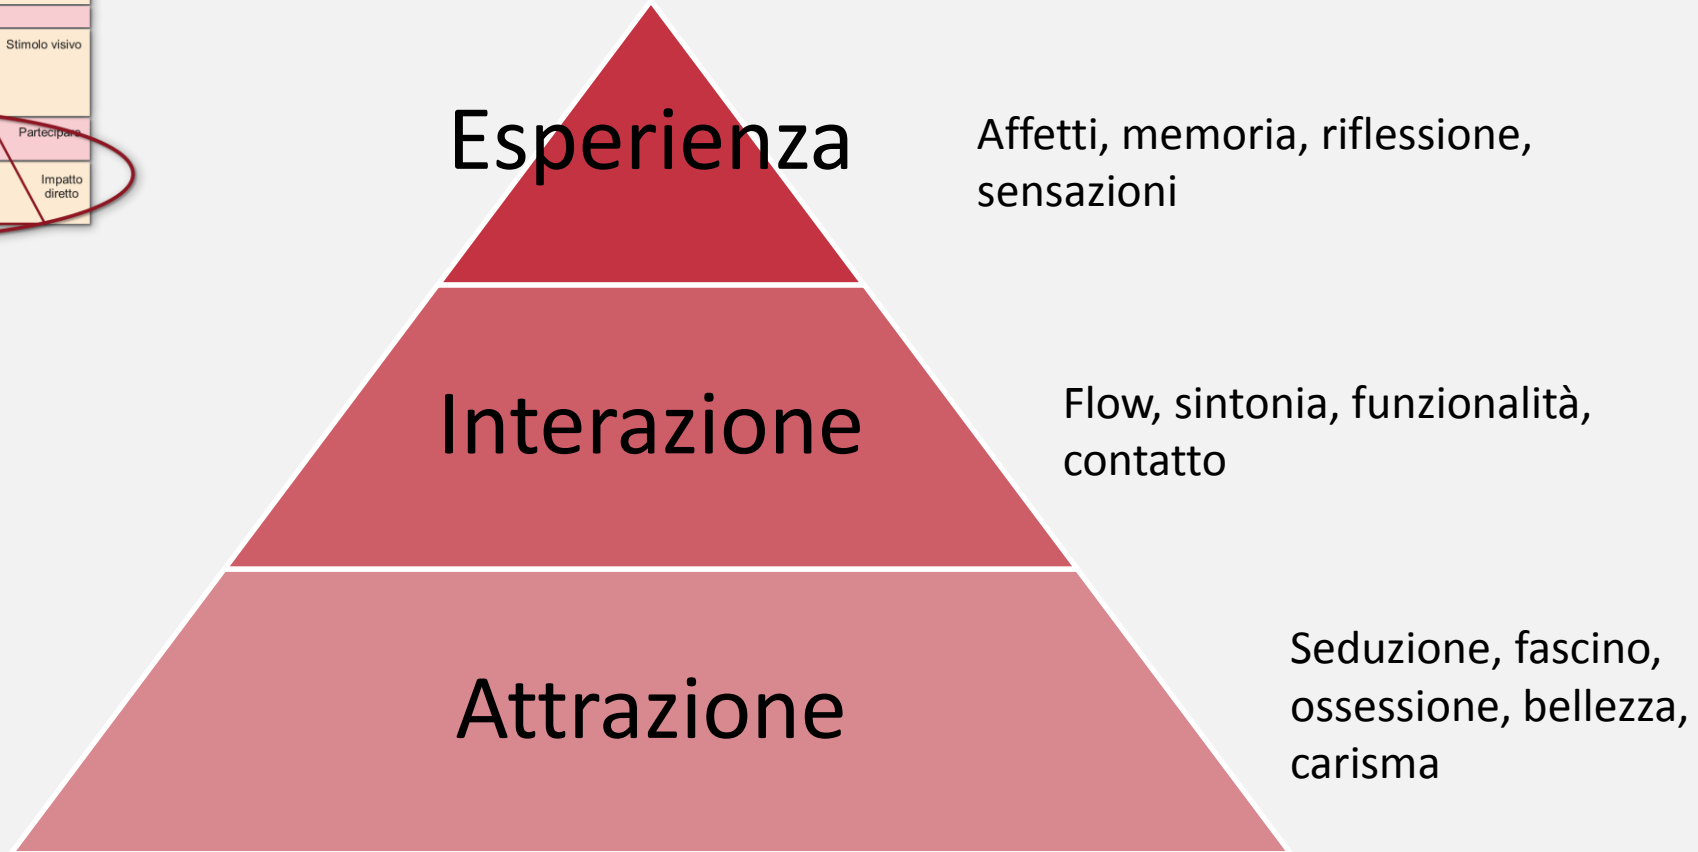 Stimolo visivo
Partecipare
Impatto
diretto
Esperienza
Affetti, memoria, riflessione,
sensazioni
Interazione
Flow, sintonia, funzionalità,
contatto
Attrazione
Seduzione, fascino,
ossessione, bellezza,
carisma